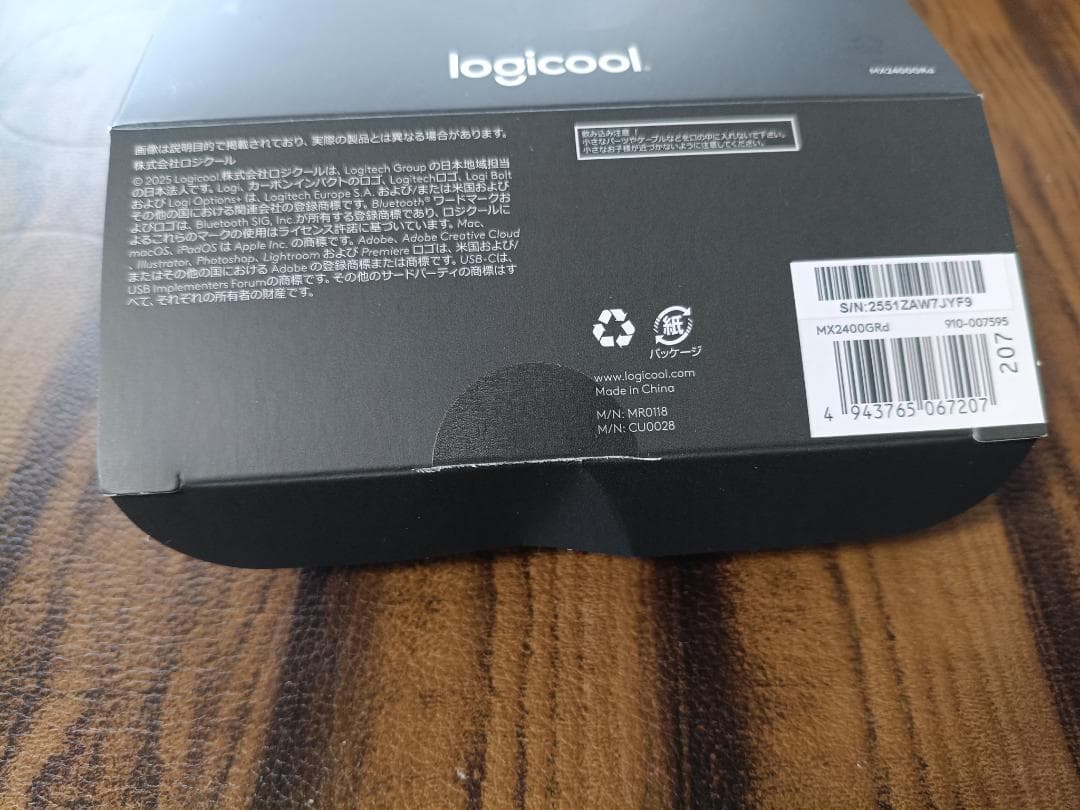 logicool
MX2400GRd
画像は説明目的で掲載されており、実際の製品とは異なる場合があります。
株式会社ロジクール
© 2025 Logicool.株式会社ロジクールは、Logitech Group の日本地域担当
の日本法人です。Logi、カーボンインパクトのロゴ、Logitechロゴ、Logi Bolt
および Logi Options+ は、Logitech Europe S.A. および/または米国および
その他の国における関連会社の登録商標です。Bluetooth® ワードマークお
よびロゴは、Bluetooth SIG, Inc.が所有する登録商標であり、ロジクールに
よるこれらのマークの使用はライセンス許諾に基づいています。Mac、
macOS、iPadOS は Apple Inc. の商標です。Adobe、Adobe Creative Cloud
、Illustrator、Photoshop、Lightroom および Premiere ロゴは、米国および/
またはその他の国における Adobe の登録商標または商標です。USB-Cは、
USB Implementers Forumの商標です。その他のサードパーティの商標はす
べて、それぞれの所有者の財産です。
飲み込み注意！
小さなパーツやケーブルなどを口の中に入れないで下さい。
小さなお子様が近づかないように注意してください。
紙
パッケージ
www.logicool.com
Made in China
M/N: MR0118
M/N: CU0028
S/N:2551ZAW7JYF9
MX2400GRd 910-007595
207
4 943765 067207